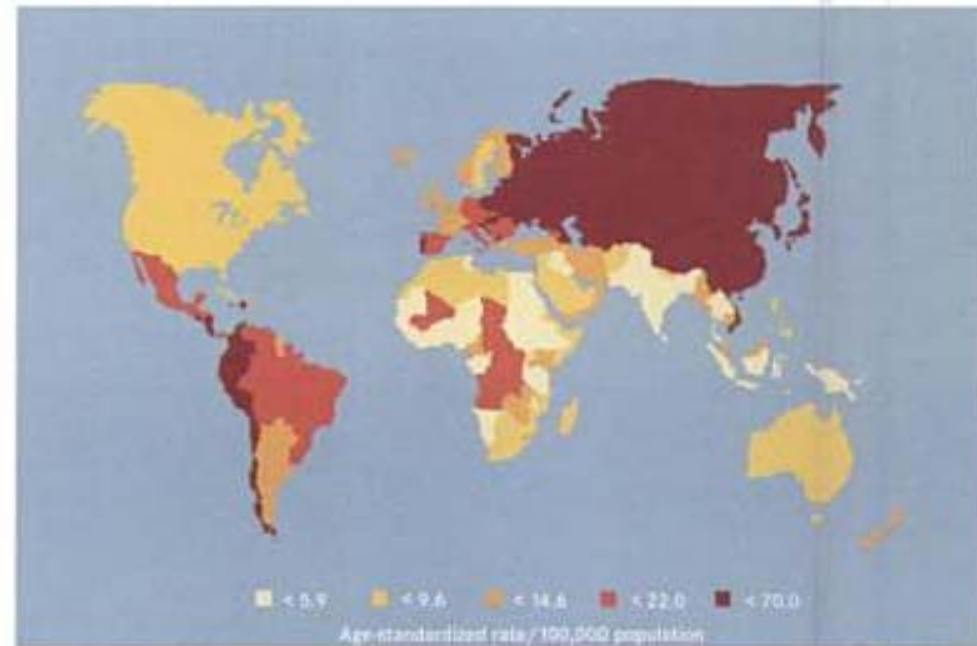 < 5.9 < 9.6 < 14.6 < 22.0 < 70.0
Age-standardized rate/100,000 population